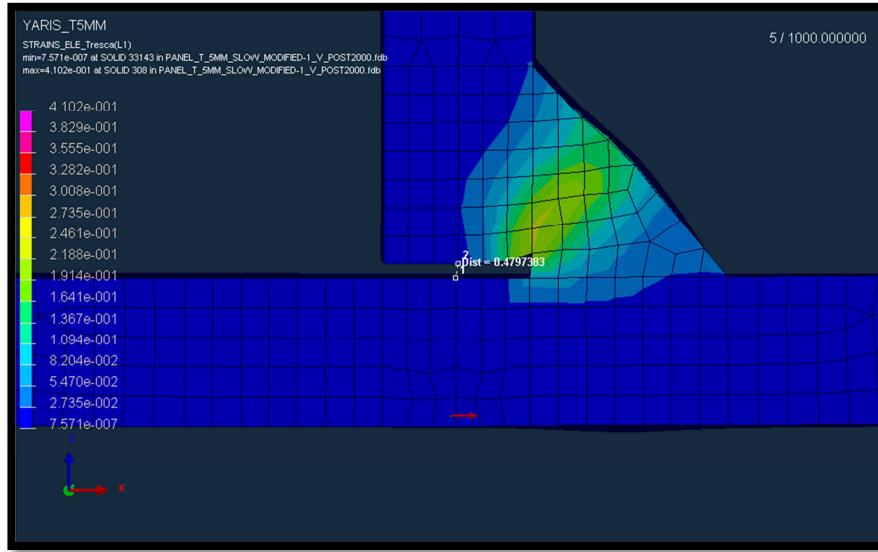 YARIS_T5MM
5 / 1000.000000
STRAINS_ELE_Tresca(L1)
min=7.571e-007 at SOLID 33143 in PANEL_T_5MM_SLOW_MODIFIED-1_V_POST2000.fdb
max=4.102e-001 at SOLID 308 in PANEL_T_5MM_SLOW_MODIFIED-1_V_POST2000.fdb
4.102e-001
3.829e-001
3.555e-001
3.282e-001
3.008e-001
2.735e-001
2.461e-001
2.188e-001
1.914e-001
1.641e-001
1.367e-001
1.094e-001
8.204e-002
5.470e-002
2.735e-002
7.571e-007
2
Dist = 0.4797383
1
X